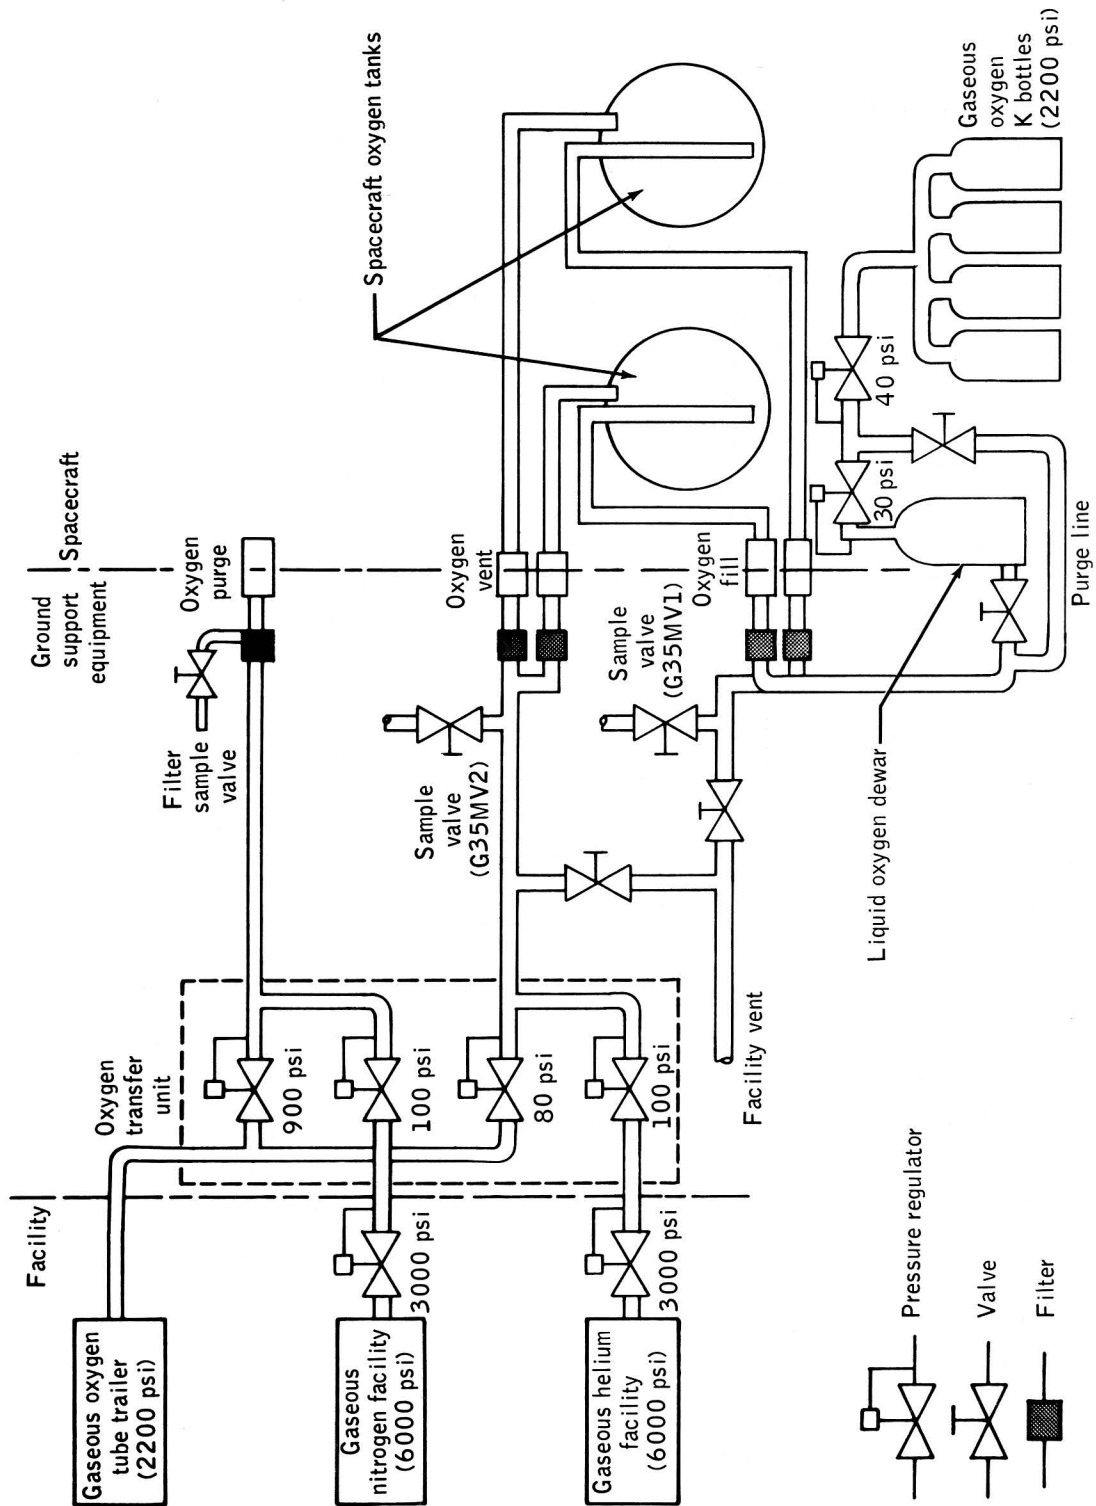 Facility
Gaseous oxygen
tube trailer
(2200 psi)
Gaseous
nitrogen facility
(6000 psi)
Gaseous helium
facility
(6000 psi)
3000 psi
3000 psi
Oxygen
transfer
unit
900 psi
100 psi
80 psi
100 psi
Facility vent
Filter
sample
valve
Sample
valve
(G35MV2)
Sample
valve
(G35MV1)
Ground
support
equipment
Spacecraft
Oxygen
purge
Oxygen
vent
Oxygen
fill
Spacecraft oxygen tanks
30 psi
40 psi
Gaseous
oxygen
K bottles
(2200 psi)
Liquid oxygen dewar
Purge line
Pressure regulator
Valve
Filter